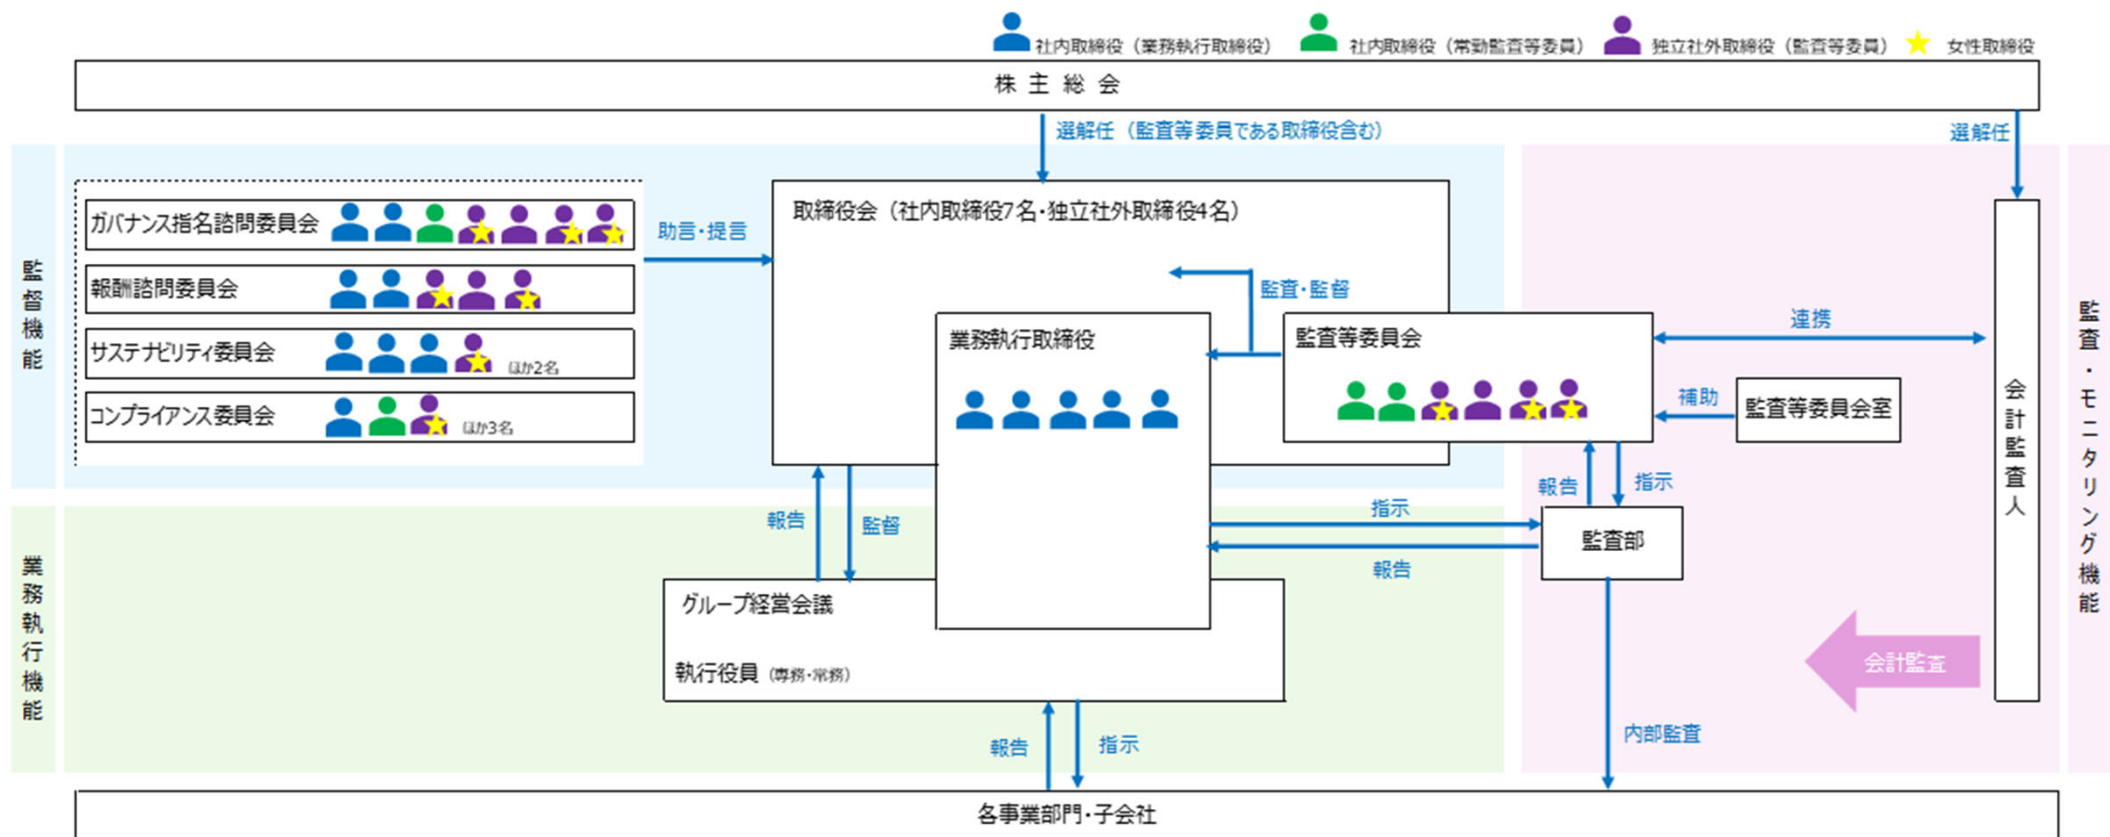 社内取締役（業務執行取締役）
社内取締役（常勤監査等委員）
独立社外取締役（監査等委員）
女性取締役
株主総会
選解任（監査等委員である取締役含む）
選解任
監督機能
ガバナンス指名諮問委員会
報酬諮問委員会
サステナビリティ委員会
ほか2名
コンプライアンス委員会
ほか3名
助言・提言
取締役会（社内取締役7名・独立社外取締役4名）
監査・監督
業務執行取締役
監査等委員会
連携
補助
監査等委員会室
会計監査人
監査・モニタリング機能
報告
指示
報告
監督
指示
報告
監査部
業務執行機能
グループ経営会議
執行役員（専務・常務）
会計監査
内部監査
報告
指示
各事業部門・子会社